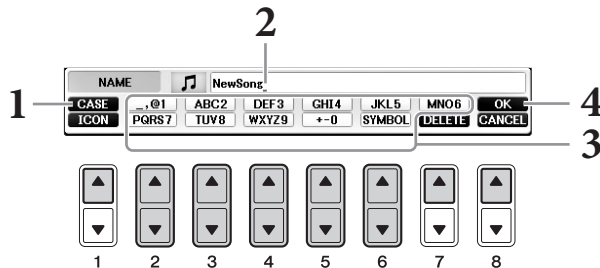 2
NAME NewSong
1 CASE _,@1 ABC2 DEF3 GHI4 JKL5 MNO6 OK 4
ICON PQRS7 TUV8 WXYZ9 +-0 SYMBOL DELETE CANCEL
3
1 2 3 4 5 6 7 8